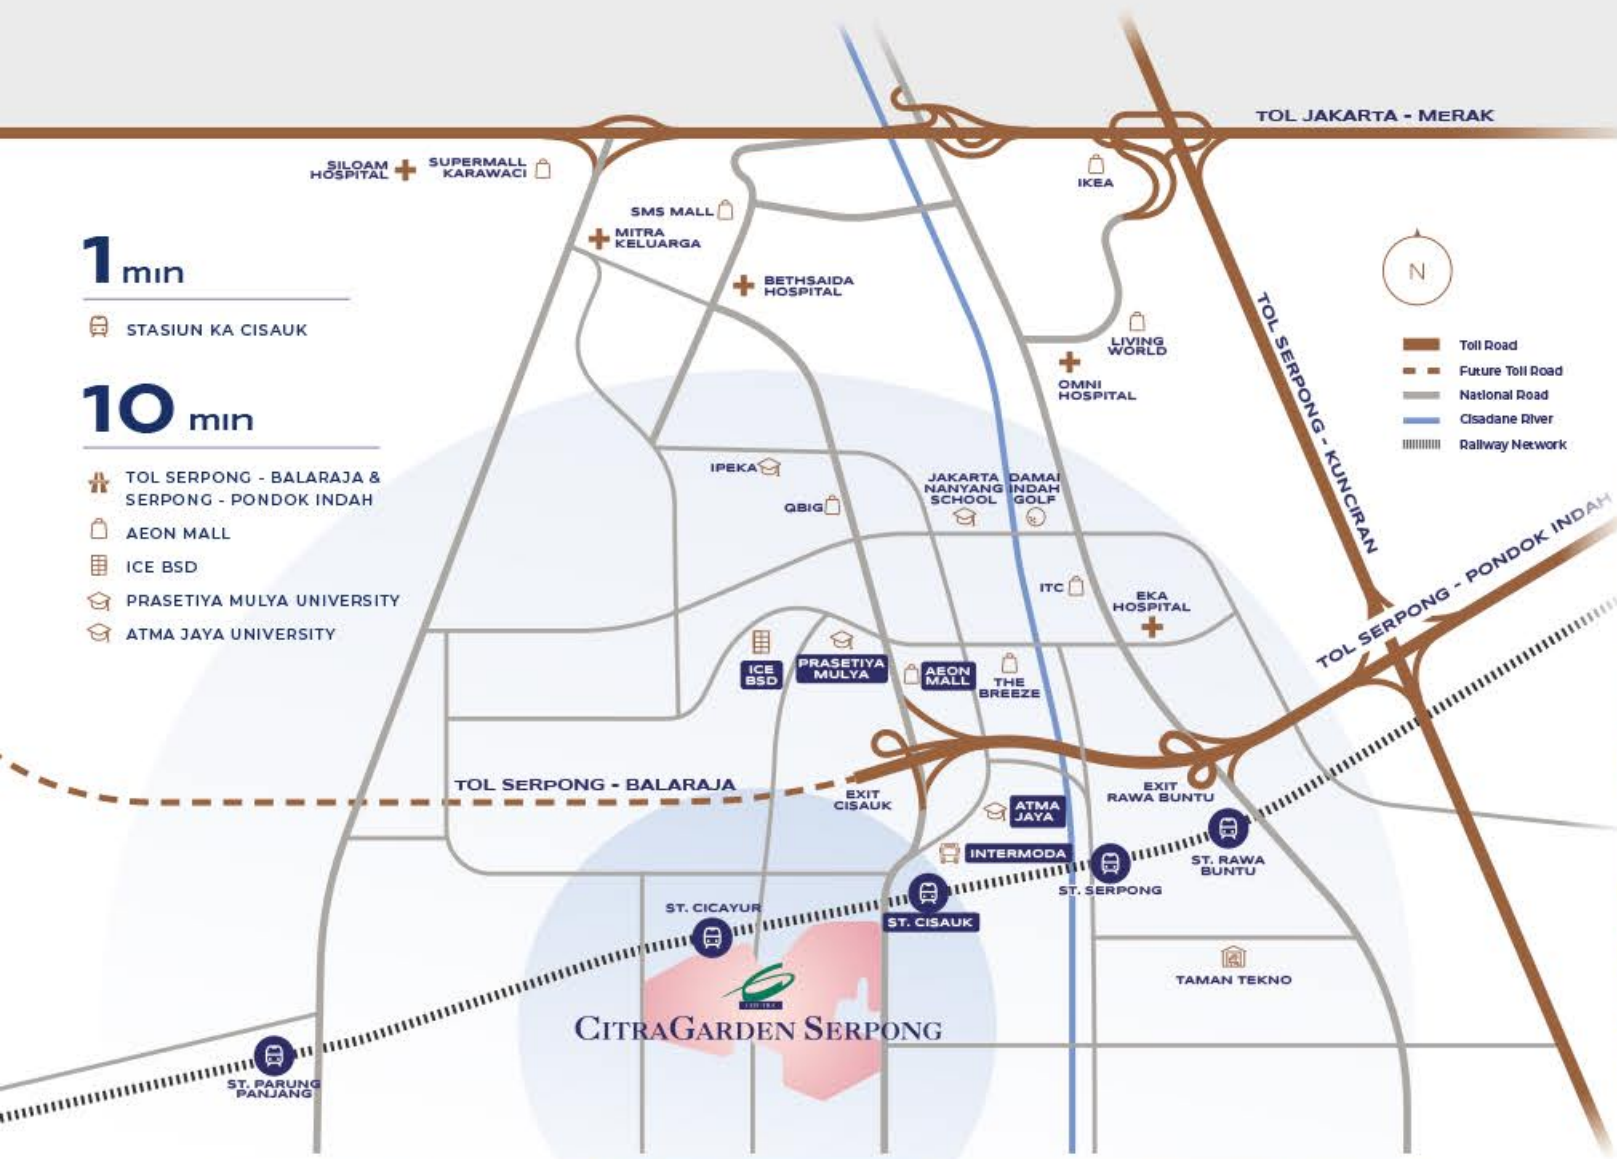 TOL JAKARTA - MERAK
SILOAM
HOSPITAL
SUPERMALL
KARAWACI
IKEA
SMS MALL
MITRA
KELUARGA
1 min
STASIUN KA CISAUK
BETHSAIDA
HOSPITAL
N
TOL SERPONG - KUNCIRAN
LIVING
WORLD
OMNI
HOSPITAL
Toll Road
Future Toll Road
National Road
Cisadane River
Railway Network
10 min
TOL SERPONG - BALARAJA &
SERPONG - PONDOK INDAH
AEON MALL
ICE BSD
PRASETIYA MULYA UNIVERSITY
ATMA JAYA UNIVERSITY
IPEKA
QBIG
JAKARTA
NANYANG
SCHOOL
DAMAI
INDAH
GOLF
TOL SERPONG - PONDOK INDAH
ITC
EKA
HOSPITAL
ICE
BSD
PRASETIYA
MULYA
AEON
MALL
THE
BREEZE
TOL SERPONG - BALARAJA
EXIT
CISAUK
EXIT
RAWA BUNTU
ATMA
JAYA
INTERMODA
ST. RAWA
BUNTU
ST. SERPONG
ST. CICAYUR
ST. CISAUK
TAMAN TEKNO
CITRAGARDEN SERPONG
ST. PARUNG
PANJANG